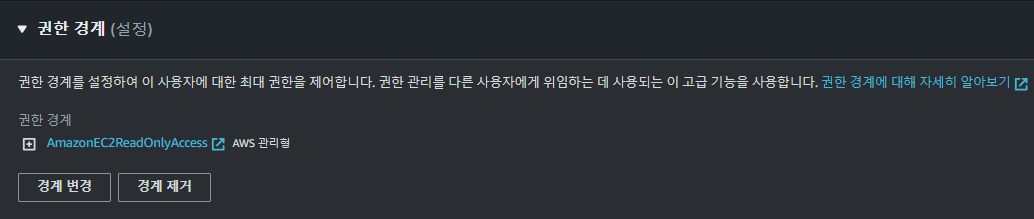 권한 경계 (설정)
권한 경계를 설정하여 이 사용자에 대한 최대 권한을 제어합니다. 권한 관리를 다른 사용자에게 위임하는 데 사용되는 이 고급 기능을 사용합니다. 권한 경계에 대해 자세히 알아보기
권한 경계
AmazonEC2ReadOnlyAccess AWS 관리형
경계 변경 경계 제거